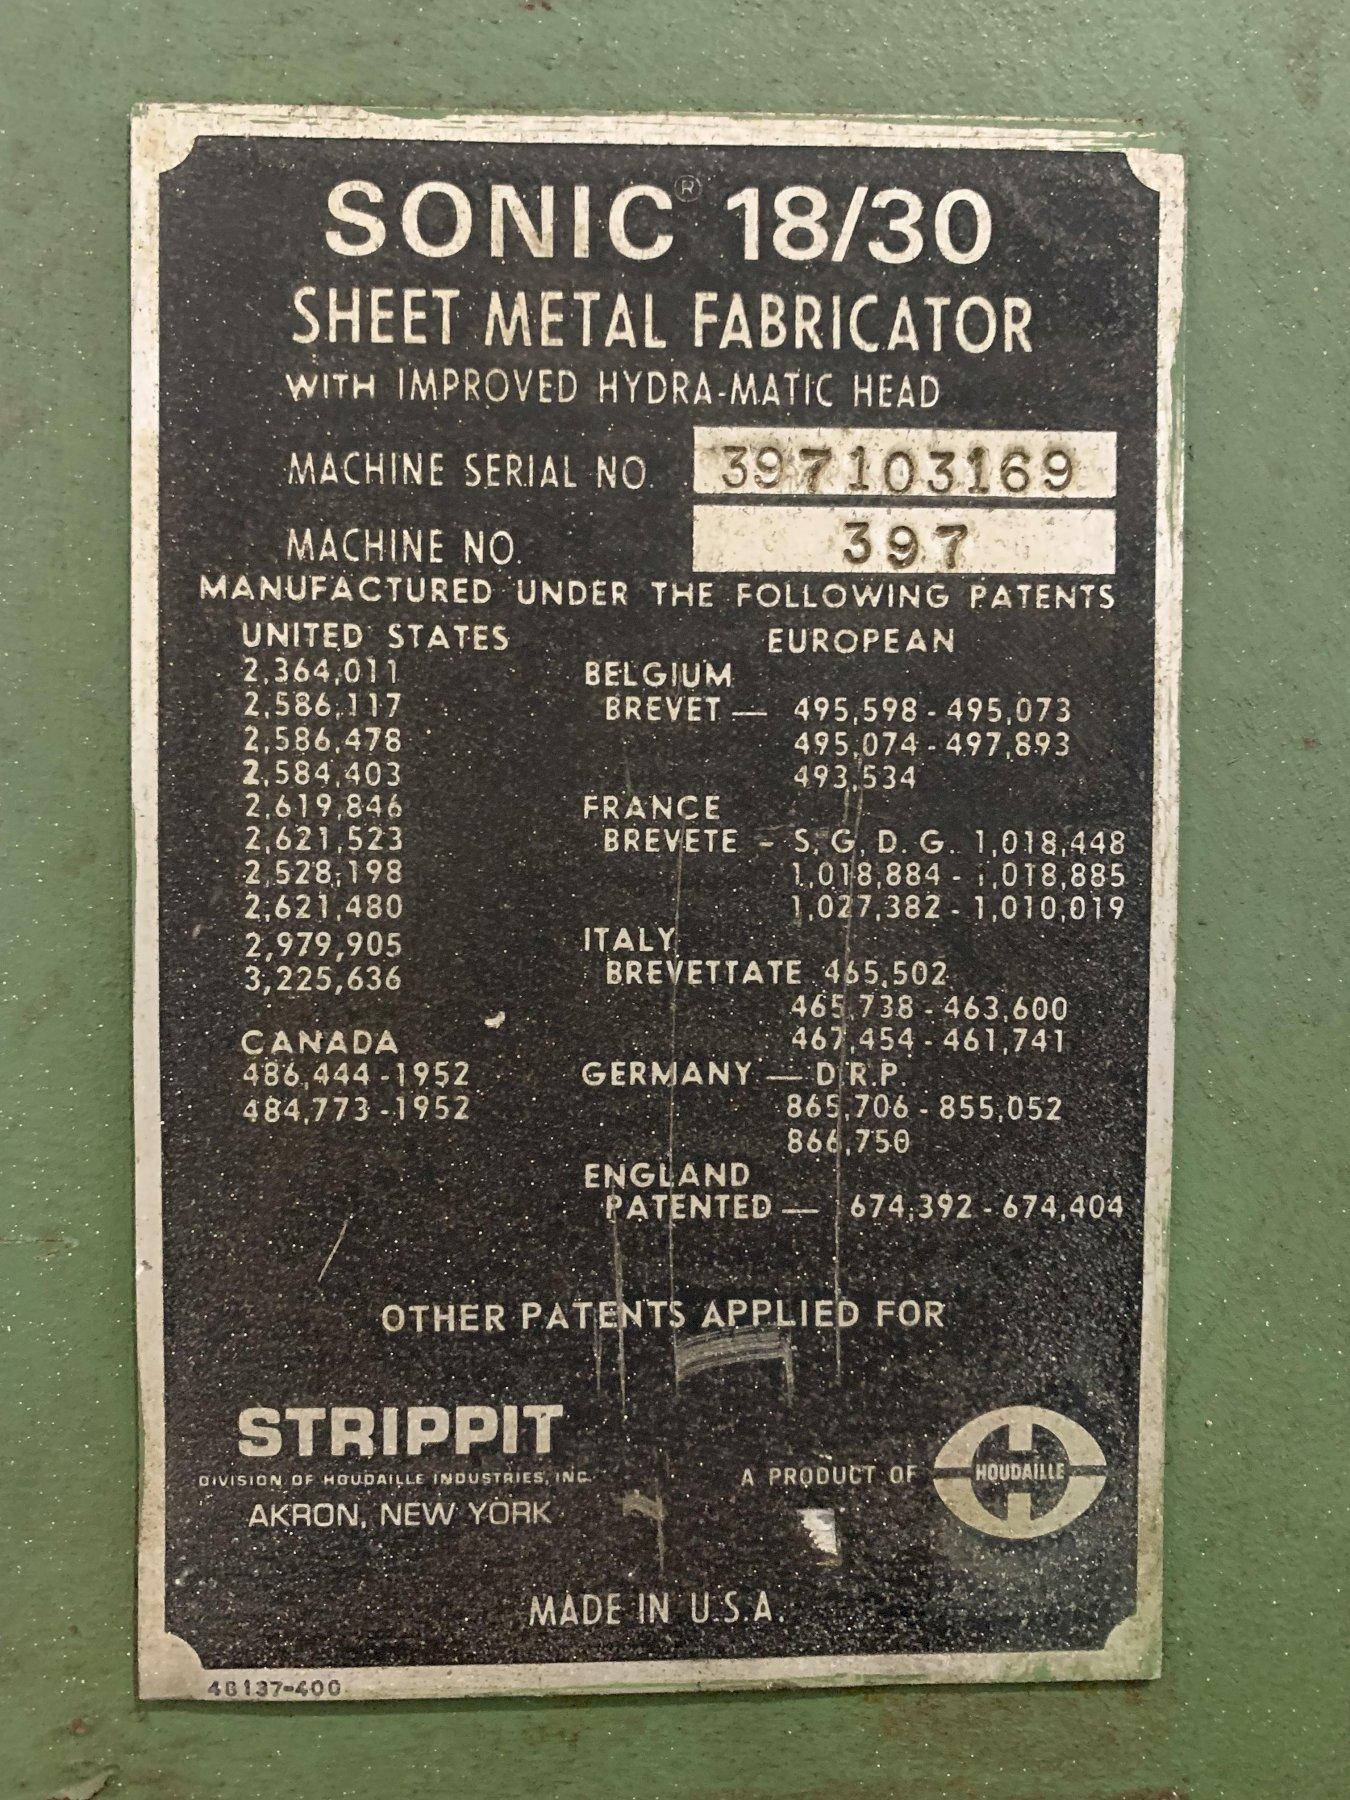 SONIC® 18/30
SHEET METAL FABRICATOR
WITH IMPROVED HYDRA-MATIC HEAD
MACHINE SERIAL NO. 397103169
MACHINE NO. 397
MANUFACTURED UNDER THE FOLLOWING PATENTS
UNITED STATES
2,364,011
2,586,117
2,586,478
2,584,403
2,619,846
2,621,523
2,528,198
2,621,480
2,979,905
3,225,636
CANADA
486,444-1952
484,773-1952
EUROPEAN
BELGIUM
BREVET — 495,598 - 495,073
495,074 - 497,893
493,534
FRANCE
BREVETE - S. G. D. G. 1,018,448
1,018,884 - 1,018,885
1,027,382 - 1,010,019
ITALY
BREVETTATE 465,502
465,738 - 463,600
467,454 - 461,741
GERMANY — D.R.P.
865,706 - 855,052
866,750
ENGLAND
PATENTED — 674,392 - 674,404
OTHER PATENTS APPLIED FOR
STRIPPIT
DIVISION OF HOUDAILLE INDUSTRIES, INC.
AKRON, NEW YORK
A PRODUCT OF HOUDAILLE
H
H
MADE IN U.S.A.
48137-400